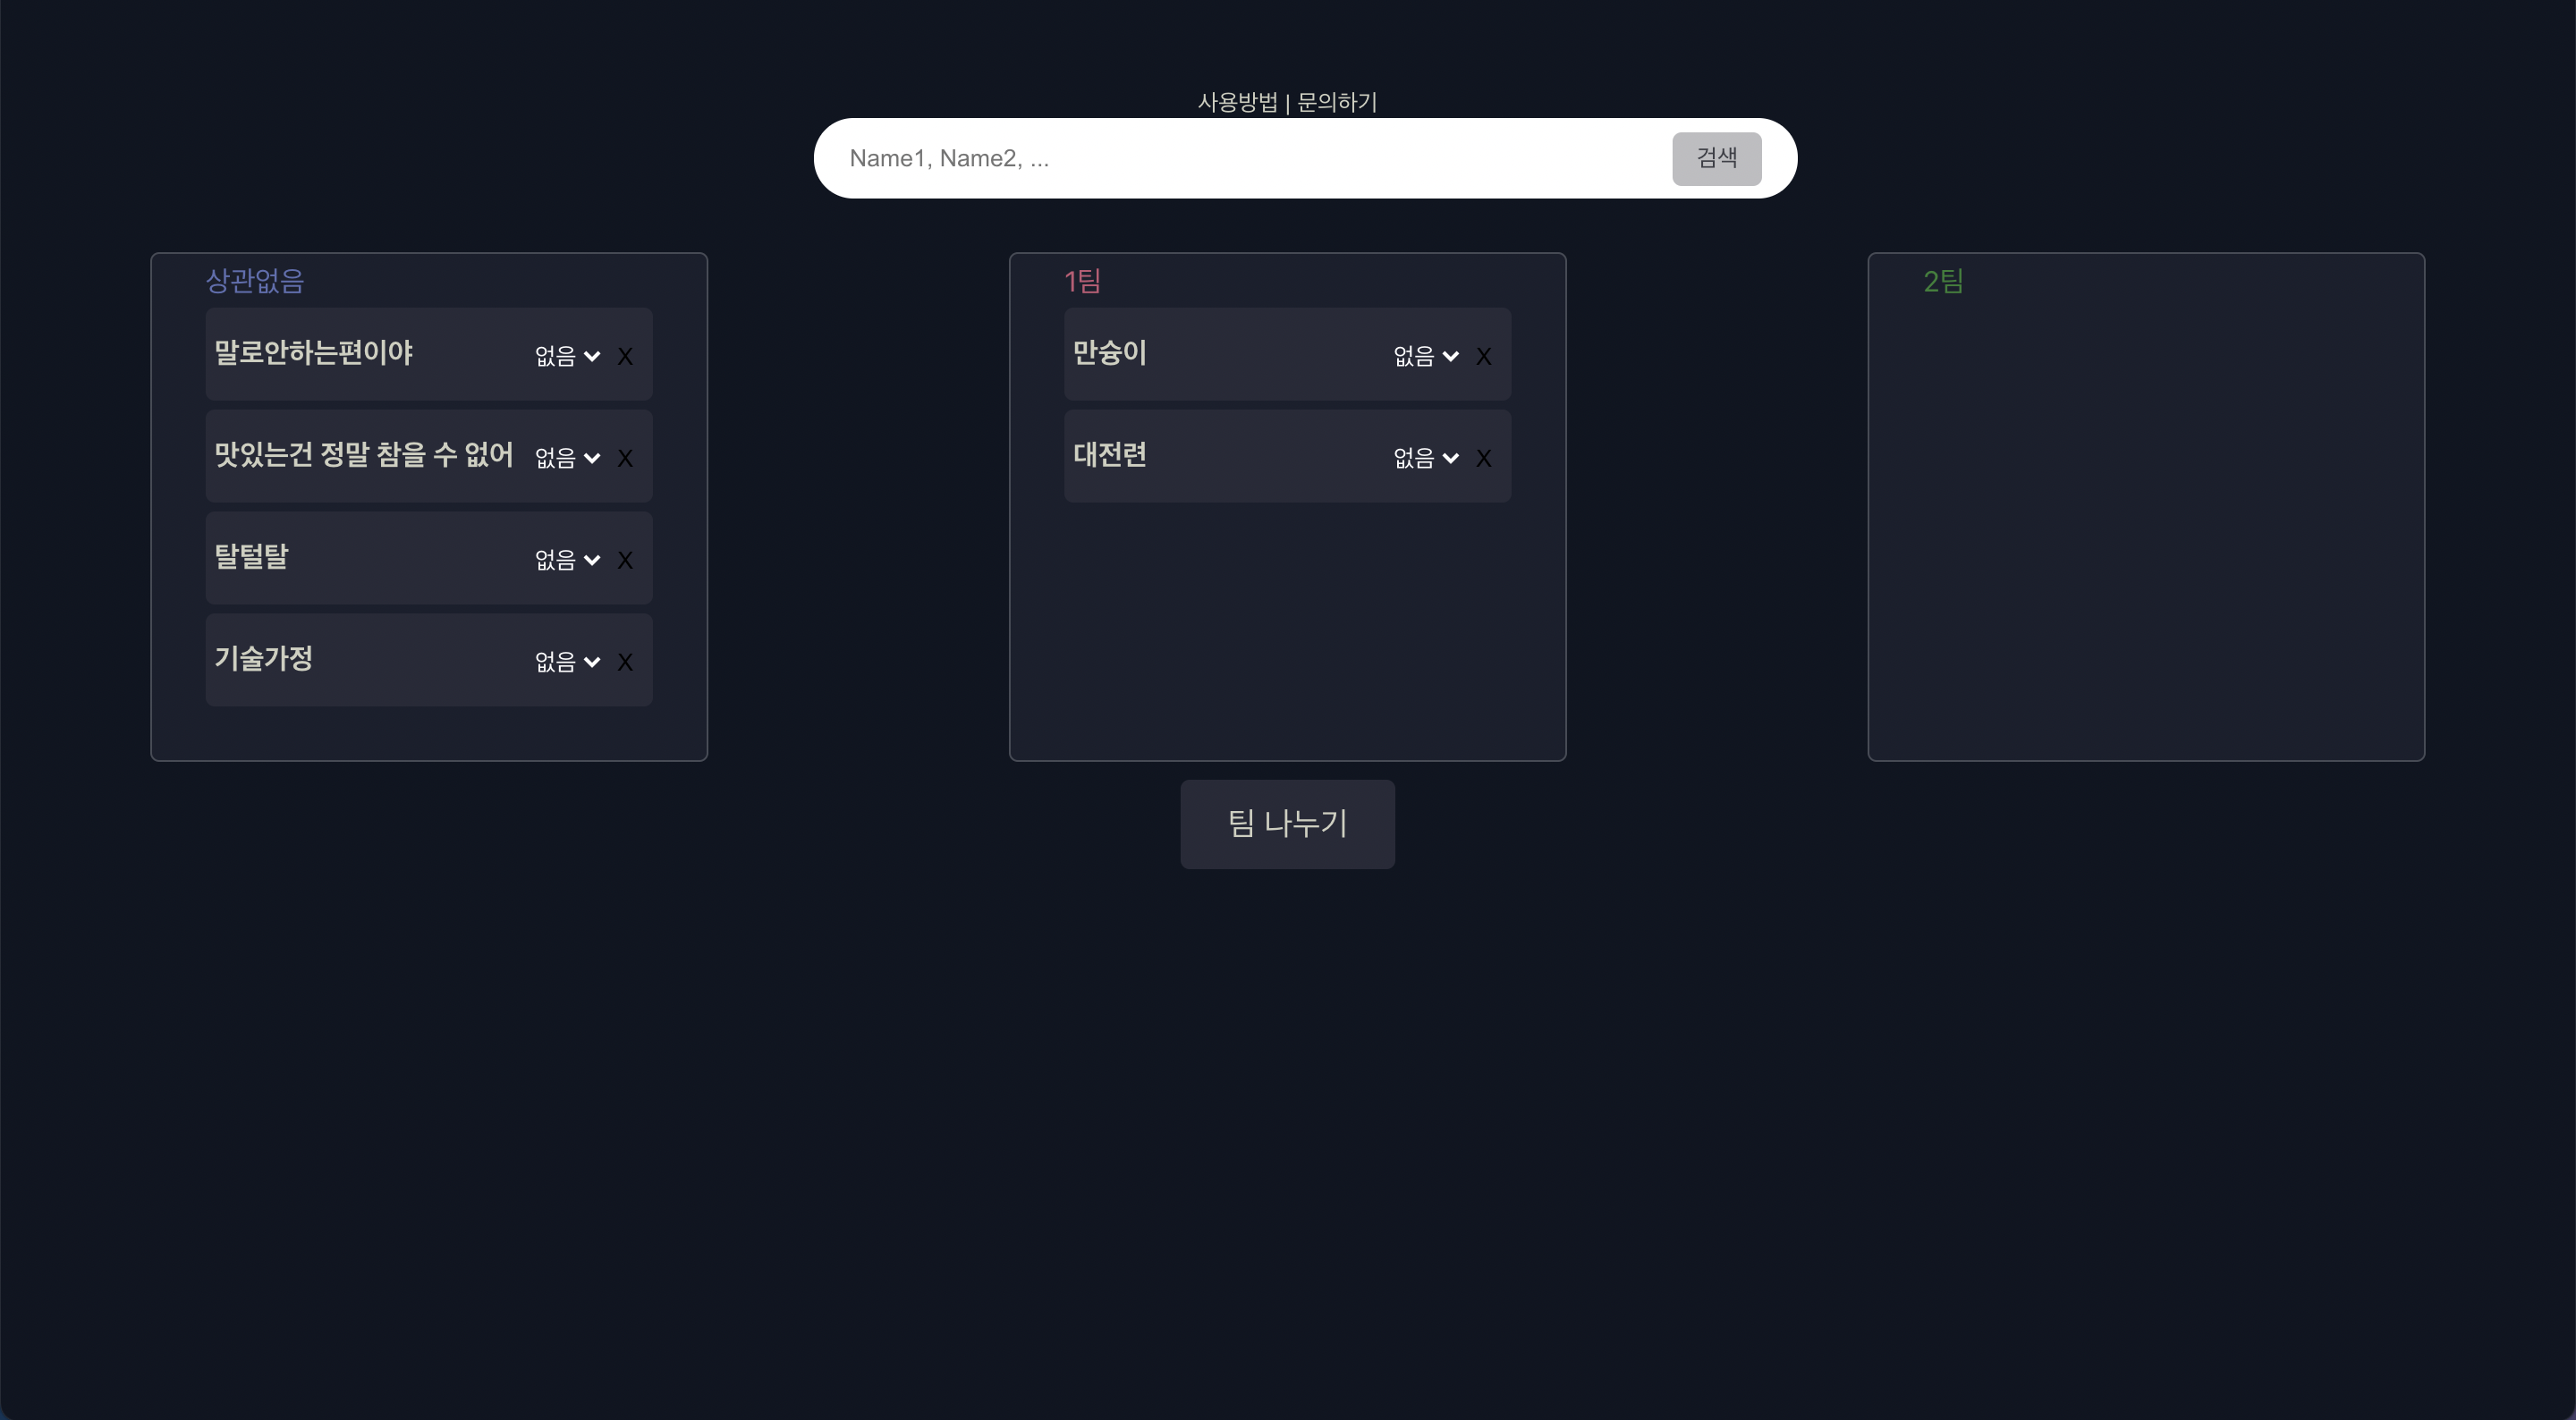 사용방법 | 문의하기
Name1, Name2, ...
검색
상관없음
말로안하는편이야 없음 X
맛있는건 정말 참을 수 없어 없음 X
탈털탈 없음 X
기술가정 없음 X
1팀
만슝이 없음 X
대전련 없음 X
2팀
팀 나누기